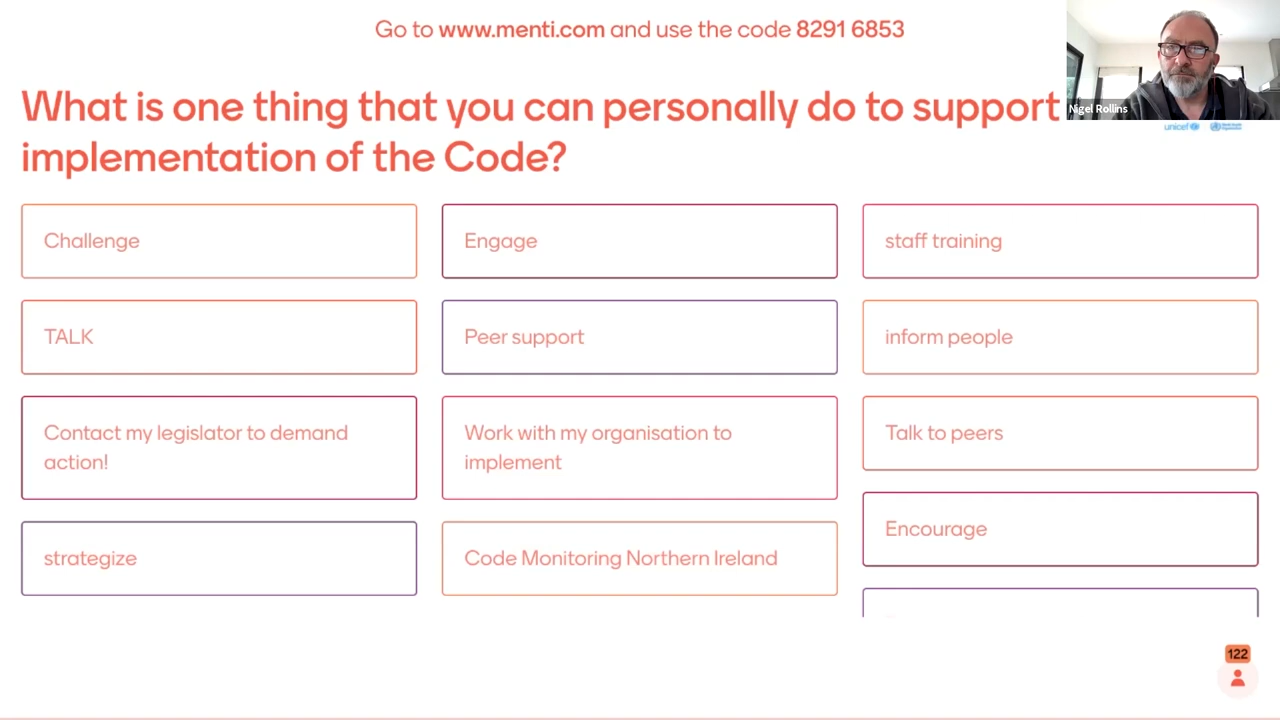 Go to www.menti.com and use the code 8291 6853
Nigel Rollins
unicef
What is one thing that you can personally do to support
implementation of the Code?
Challenge
Engage
staff training
TALK
Peer support
inform people
Contact my legislator to demand
action!
Work with my organisation to
implement
Talk to peers
Encourage
strategize
Code Monitoring Northern Ireland
122